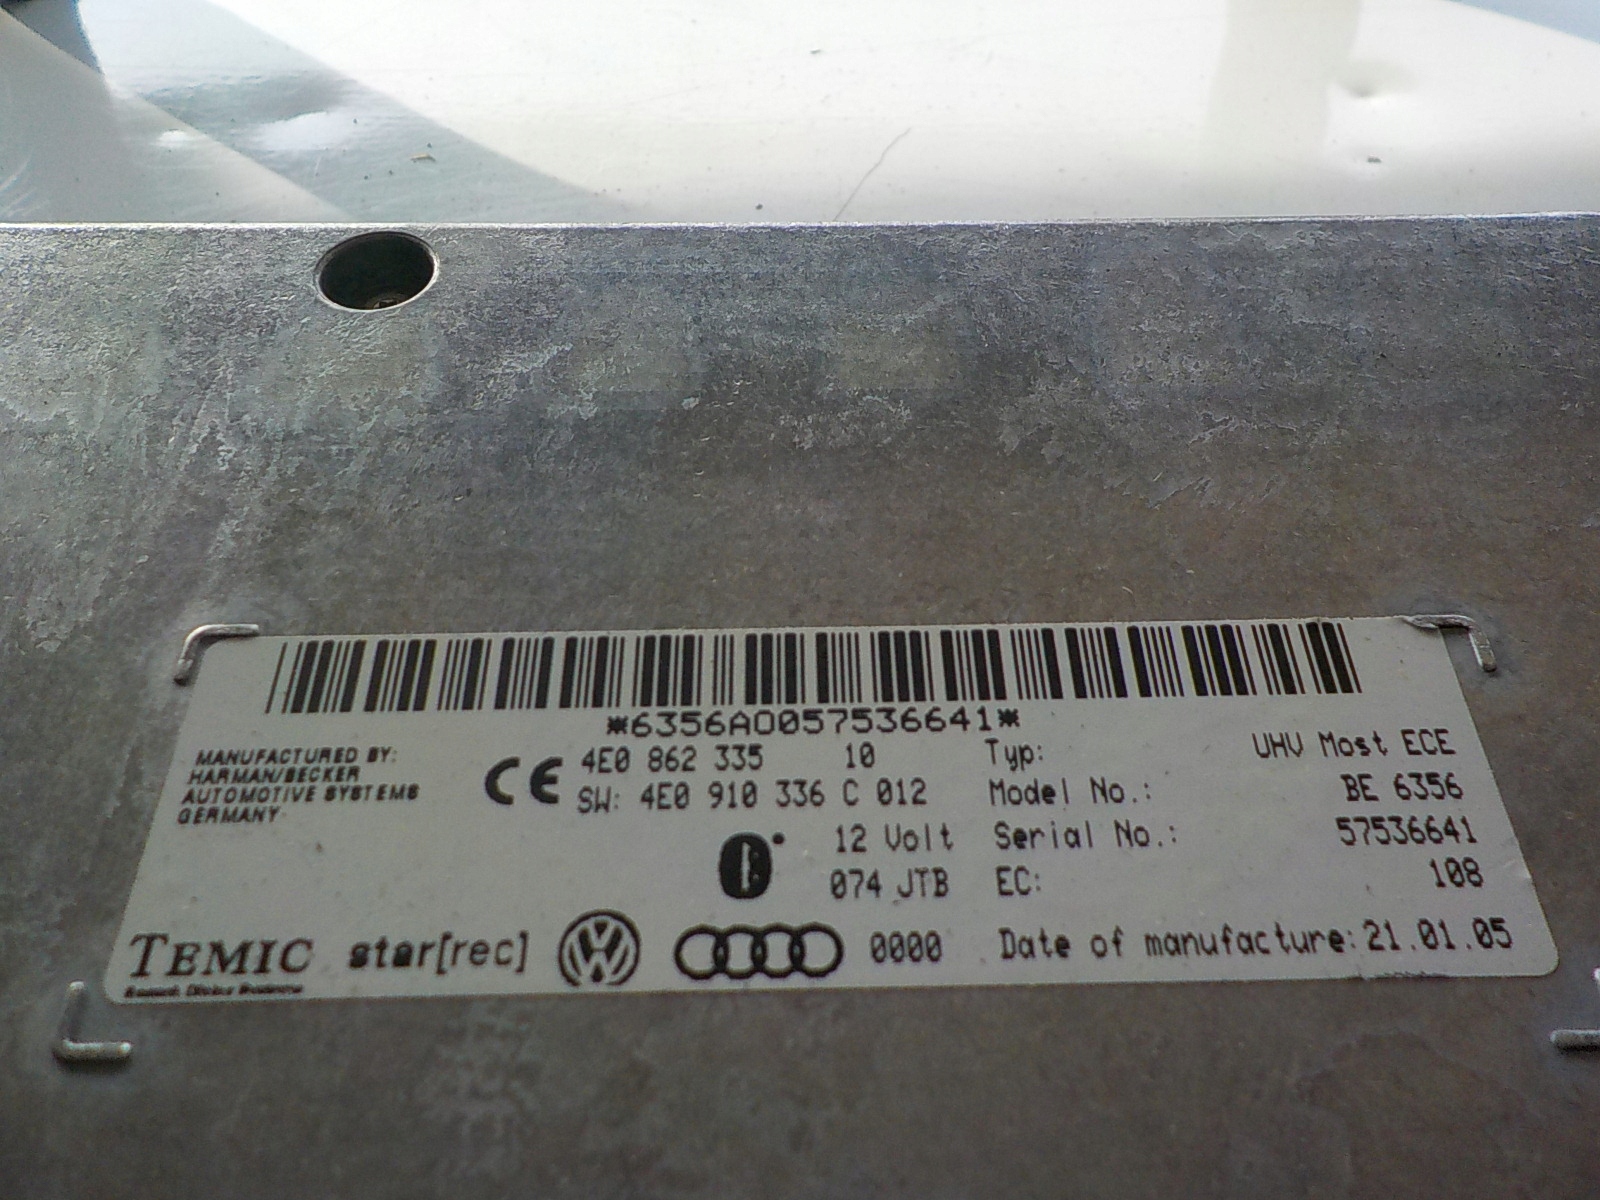 *6356A0057536641*
MANUFACTURED BY:
HARMAN/BECKER
AUTOMOTIVE SYSTEMS
GERMANY
CE
4E0 862 335 10
SW: 4E0 910 336 C 012
12 Volt
074 JTB
Typ: UHV Most ECE
Model No.: BE 6356
Serial No.: 57536641
EC: 108
TEMIC star[rec] 0000 Date of manufacture: 21.01.05